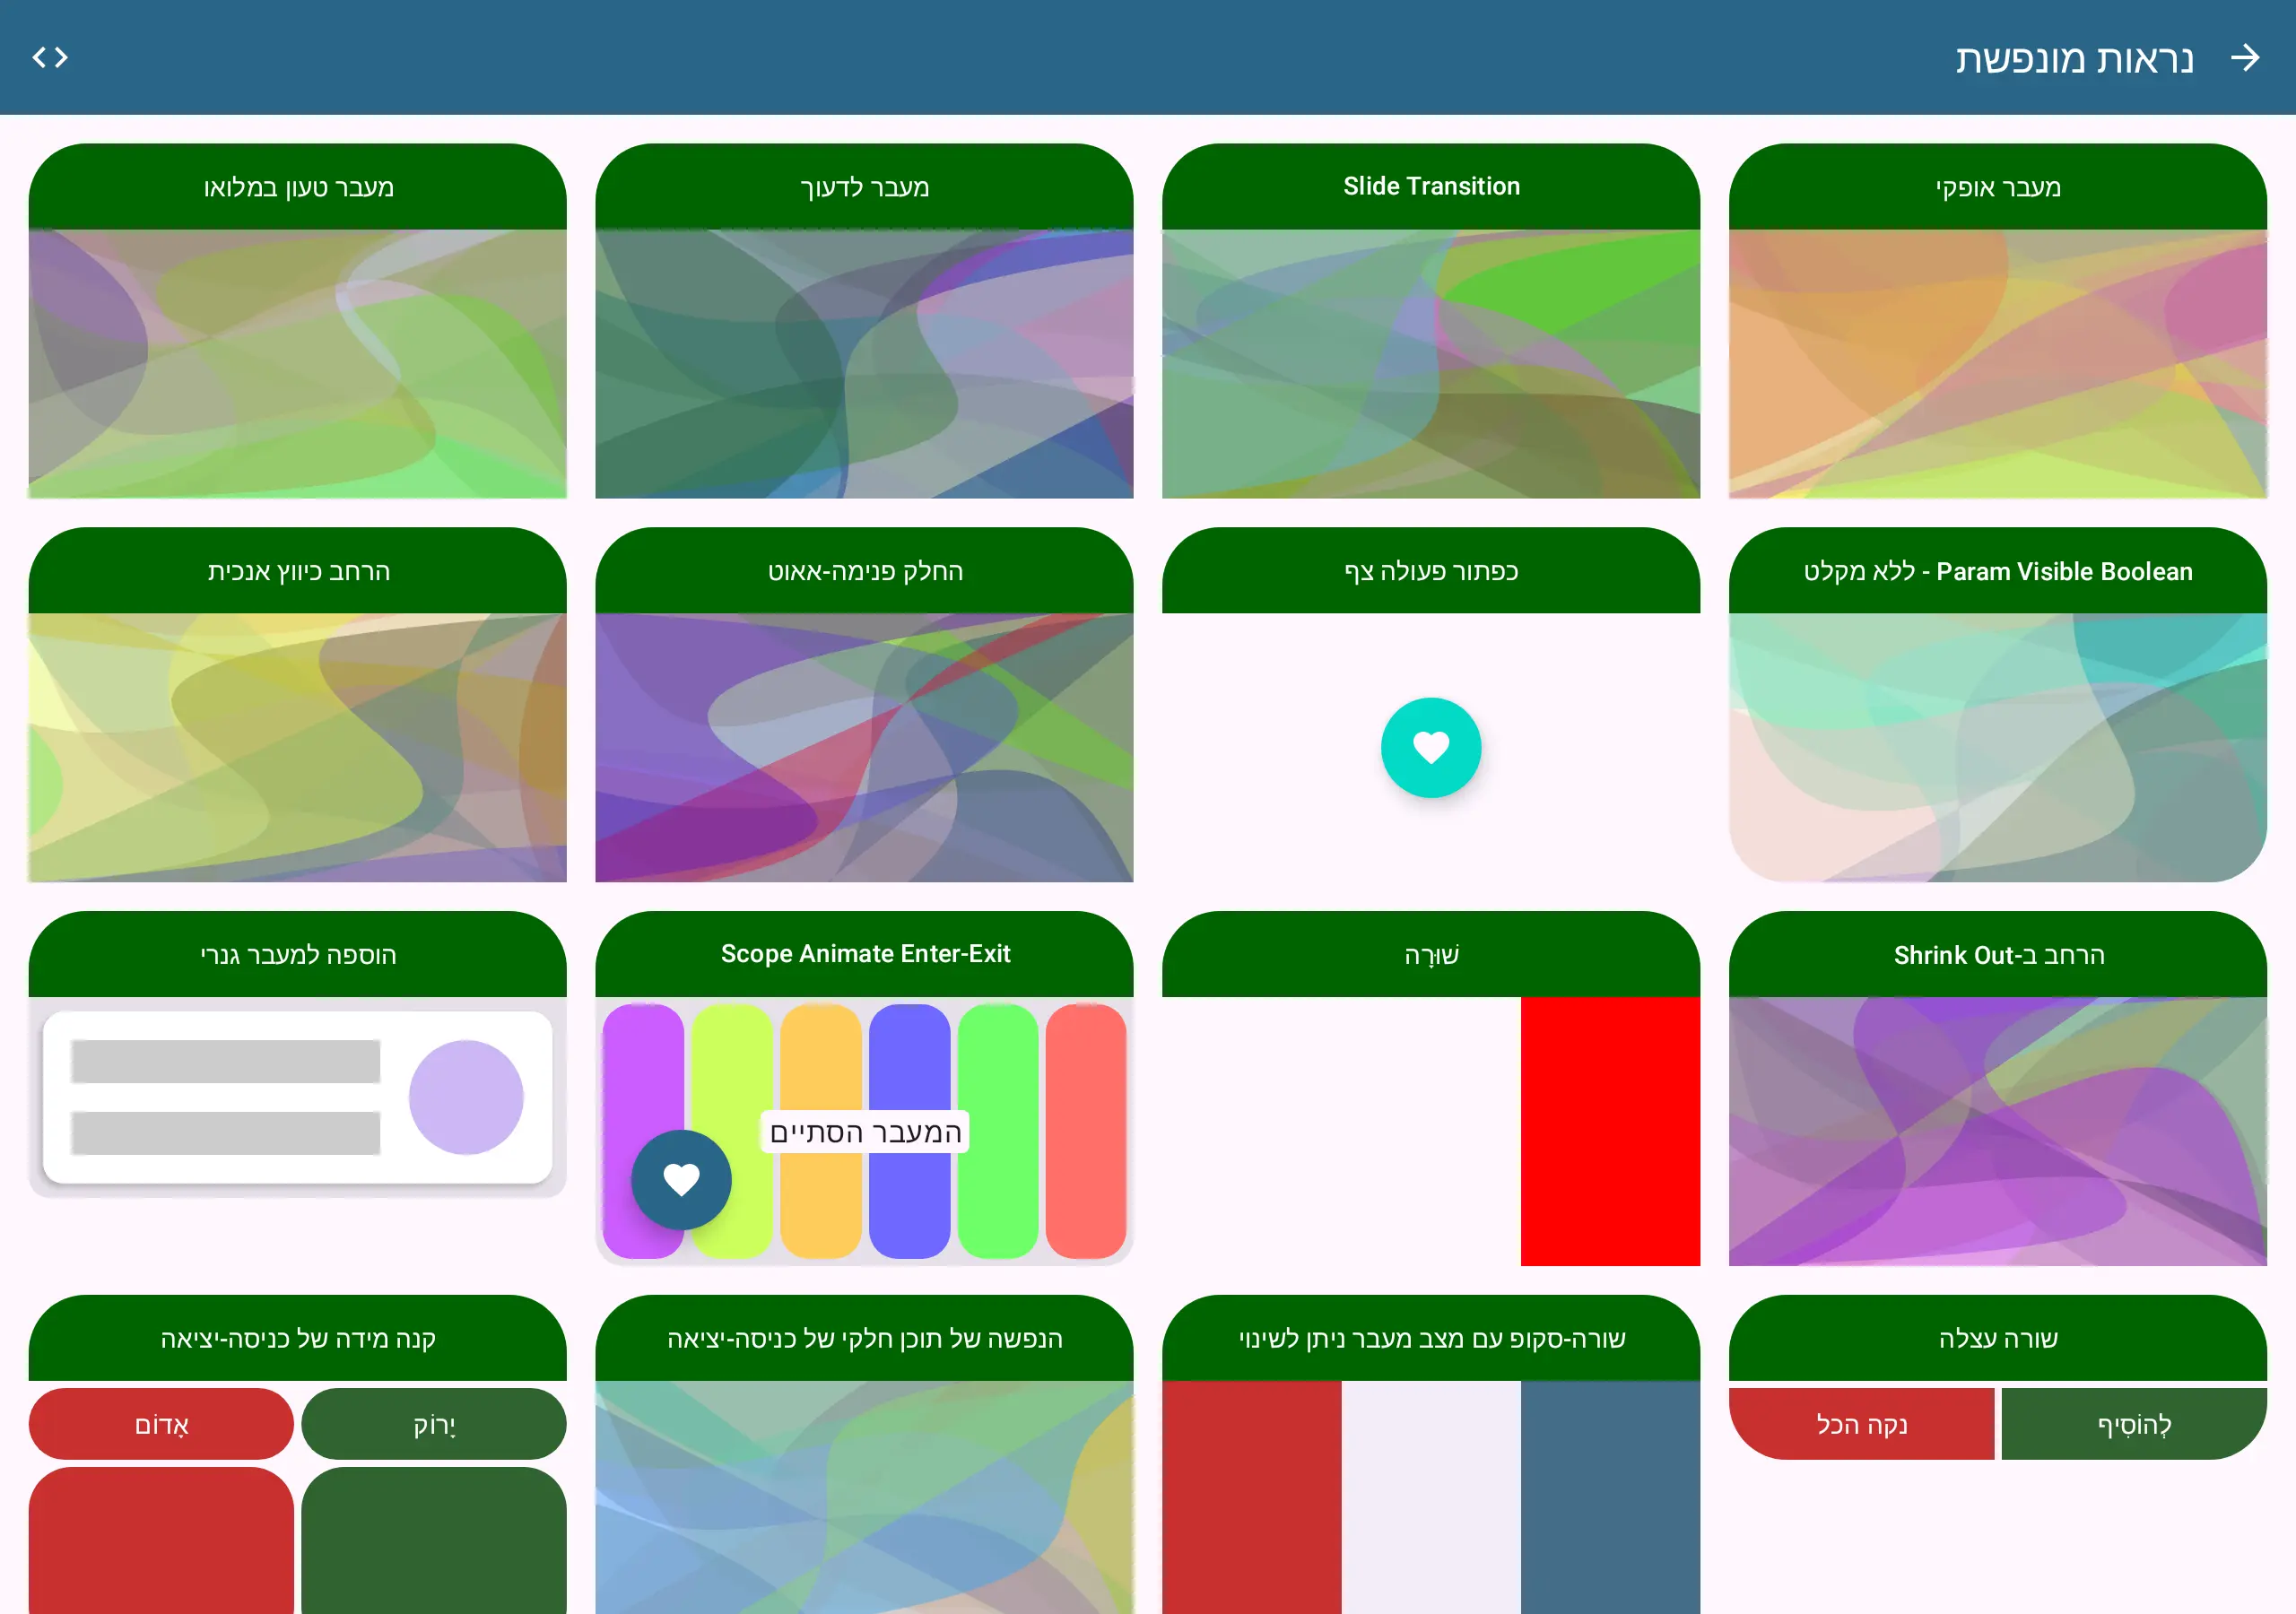 נראות מונפשת
מעבר אופקי
Slide Transition
מעבר לדעוך
מעבר טעון במלואו
Param Visible Boolean - ללא מקלט
כפתור פעולה צף
החלק פנימה-אאוט
הרחב כיווץ אנכית
הרחב ב-Shrink Out
שׁוּרָה
Scope Animate Enter-Exit
הוספה למעבר גנרי
המעבר הסתיים
שורה עצלה
שורה-סקופ עם מצב מעבר ניתן לשינוי
הנפשה של תוכן חלקי של כניסה-יציאה
קנה מידה של כניסה-יציאה
לְהוֹסִיף
נקה הכל
יָרוֹק
אָדוֹם